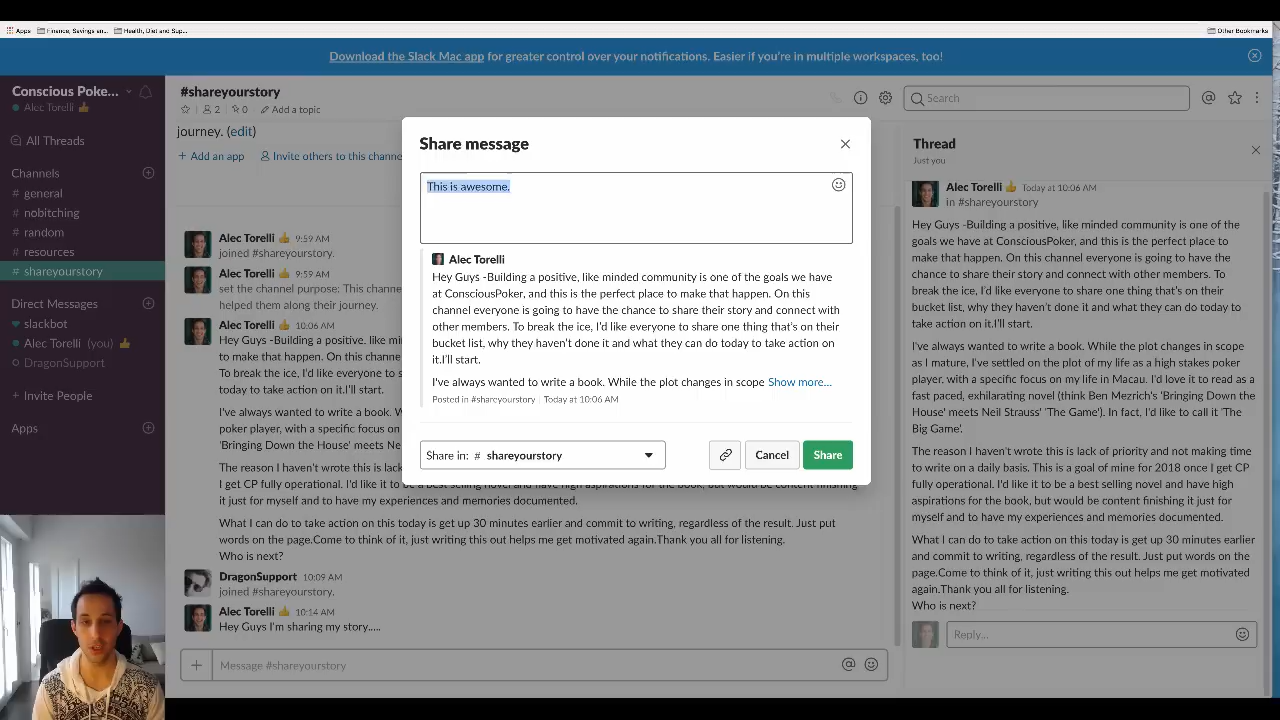 Apps
Finance, Savings an...
Health, Diet and Sup...
Other Bookmarks
Download the Slack Mac app for greater control over your notifications. Easier if you're in multiple workspaces, too!
Conscious Poke...
Alec Torelli
All Threads
Channels
# general
# nobitching
# random
# resources
# shareyourstory
Direct Messages
slackbot
Alec Torelli (you)
DragonSupport
+ Invite People
Apps
#shareyourstory
2
0
Add a topic
Search
journey. (edit)
+ Add an app
Invite others to this channe
Alec Torelli 9:59 AM
joined #shareyourstory.
Alec Torelli 9:59 AM
set the channel purpose: This channe
helped them along their journey.
Alec Torelli 10:06 AM
Hey Guys -Building a positive, like min
to make that happen. On this channe
To break the ice, I'd like everyone to s
today to take action on it.I'll start.
I've always wanted to write a book. W
poker player, with a specific focus on
'Bringing Down the House' meets Ne
The reason I haven't wrote this is lack
I get CP fully operational. I'd like it to be a best selling novel and have high aspirations for the book, but would be content finishing
it just for myself and to have my experiences and memories documented.
What I can do to take action on this today is get up 30 minutes earlier and commit to writing, regardless of the result. Just put
words on the page.Come to think of it, just writing this out helps me get motivated again.Thank you all for listening.
Who is next?
DragonSupport 10:09 AM
joined #shareyourstory.
Alec Torelli 10:14 AM
Hey Guys I'm sharing my story.....
Message #shareyourstory
Share message
This is awesome.
Alec Torelli
Hey Guys -Building a positive, like minded community is one of the goals we have
at ConsciousPoker, and this is the perfect place to make that happen. On this
channel everyone is going to have the chance to share their story and connect with
other members. To break the ice, I'd like everyone to share one thing that's on their
bucket list, why they haven't done it and what they can do today to take action on
it.I'll start.
I've always wanted to write a book. While the plot changes in scope Show more...
Posted in #shareyourstory | Today at 10:06 AM
Share in: # shareyourstory
Cancel
Share
Thread
Just you
Alec Torelli Today at 10:06 AM
in #shareyourstory
Hey Guys -Building a positive, like minded community is one of the
goals we have at ConsciousPoker, and this is the perfect place to
make that happen. On this channel everyone is going to have the
chance to share their story and connect with other members. To
break the ice, I'd like everyone to share one thing that's on their
bucket list, why they haven't done it and what they can do today to
take action on it.I'll start.
I've always wanted to write a book. While the plot changes in scope
as I mature, I've settled on the plot of my life as a high stakes poker
player, with a specific focus on my life in Macau. I'd love it to read as a
fast paced, exhilarating novel (think Ben Mezrich's 'Bringing Down the
House' meets Neil Strauss' 'The Game'). In fact, I'd like to call it 'The
Big Game'.
The reason I haven't wrote this is lack of priority and not making time
to write on a daily basis. This is a goal of mine for 2018 once I get CP
fully operational. I'd like it to be a best selling novel and have high
aspirations for the book, but would be content finishing it just for
myself and to have my experiences and memories documented.
What I can do to take action on this today is get up 30 minutes earlier
and commit to writing, regardless of the result. Just put words on the
page.Come to think of it, just writing this out helps me get motivated
again.Thank you all for listening.
Who is next?
Reply...